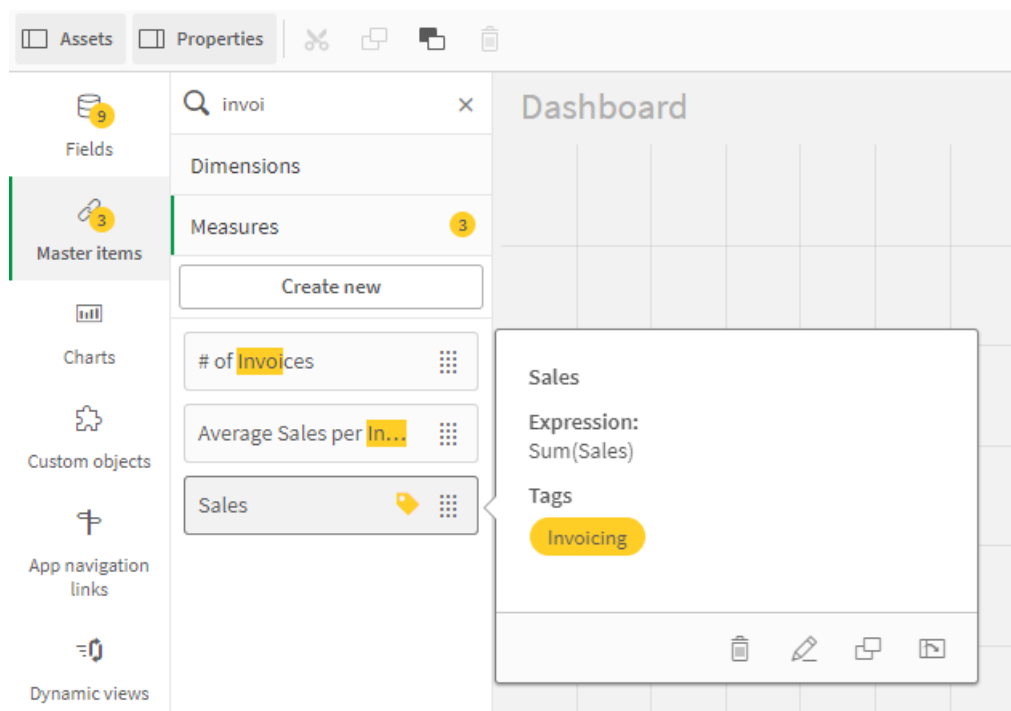 Assets
Properties
9
Fields
3
Master items
Charts
Custom objects
App navigation
links
Dynamic views
invoi
Dimensions
Measures
3
Create new
# of Invoices
Average Sales per In...
Sales
Dashboard
Sales
Expression:
Sum(Sales)
Tags
Invoicing